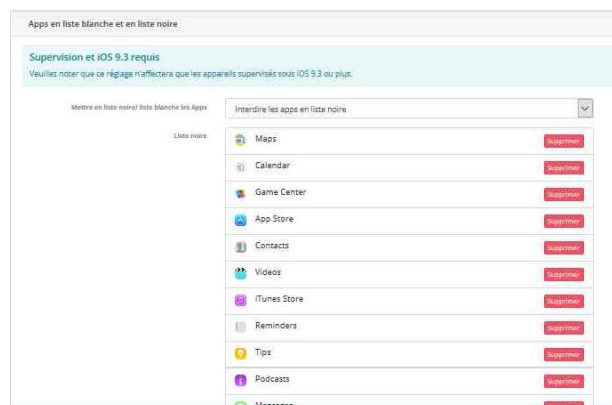 Apps en liste blanche et en liste noire
Supervision et iOS 9.3 requis
Veuillez noter que ce réglage n'affectera que les appareils supervisés sous iOS 9.3 ou plus.
Mettre en liste noire/ liste blanche les Apps
Interdire les apps en liste noire
Liste noire
Maps Supprimer
Calendar Supprimer
Game Center Supprimer
App Store Supprimer
Contacts Supprimer
Videos Supprimer
iTunes Store Supprimer
Reminders Supprimer
Tips Supprimer
Podcasts Supprimer